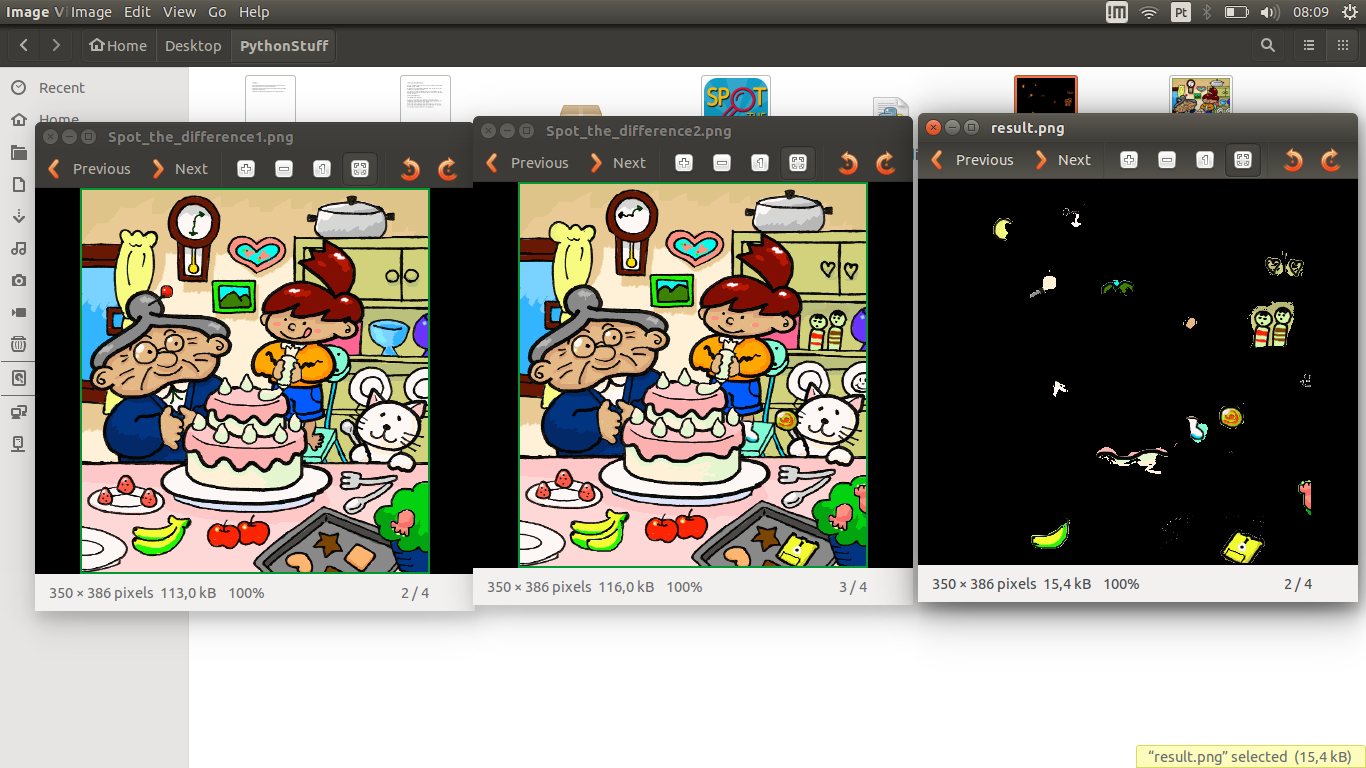 Image Vi Image Edit View Go Help
Pt
08:09
Home Desktop PythonStuff
Recent
Home
SPOT
THE
Spot_the_difference1.png
Previous Next
Spot_the_difference2.png
Previous Next
result.png
Previous Next
350 × 386 pixels 113,0 kB 100% 2 / 4
350 × 386 pixels 116,0 kB 100% 3 / 4
350 × 386 pixels 15,4 kB 100% 2 / 4
“result.png” selected (15,4 kB)